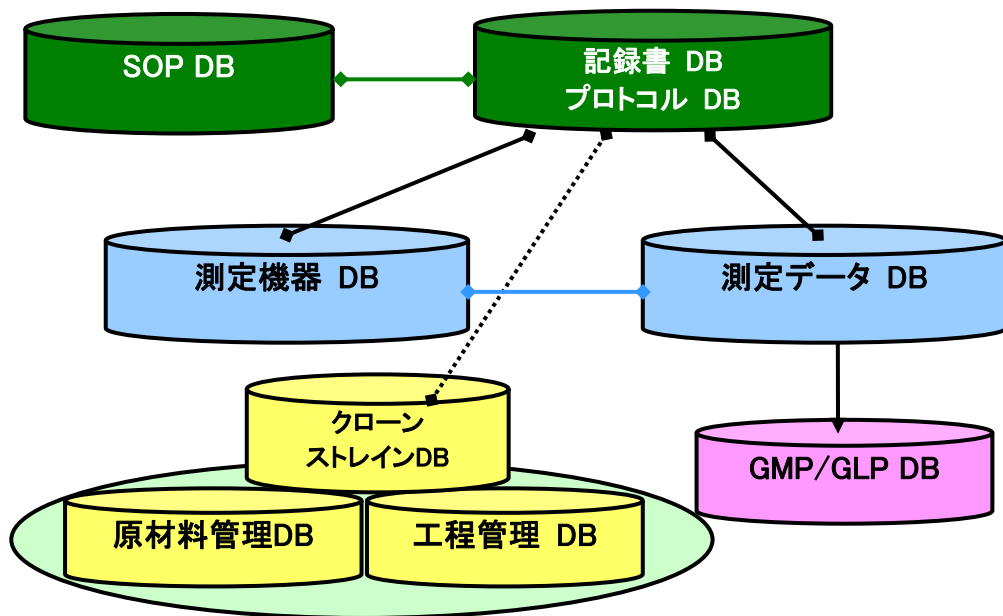 SOP DB
記録書 DB
プロトコル DB
測定機器 DB
測定データ DB
クローン
ストレインDB
GMP/GLP DB
原材料管理DB
工程管理 DB